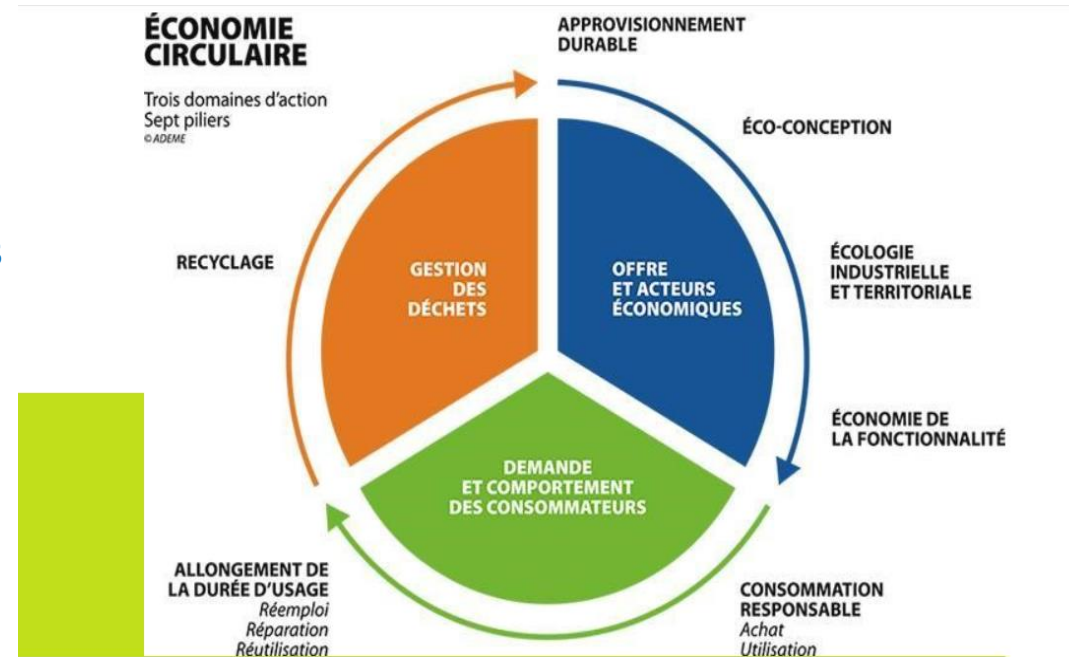 ÉCONOMIE
CIRCULAIRE
Trois domaines d'action
Sept piliers
© ADEME
APPROVISIONNEMENT
DURABLE
ÉCO-CONCEPTION
ÉCOLOGIE
INDUSTRIELLE
ET TERRITORIALE
ÉCONOMIE DE
LA FONCTIONNALITÉ
CONSOMMATION
RESPONSABLE
Achat
Utilisation
ALLONGEMENT DE
LA DURÉE D'USAGE
Réemploi
Réparation
Réutilisation
RECYCLAGE
GESTION
DES
DÉCHETS
OFFRE
ET ACTEURS
ÉCONOMIQUES
DEMANDE
ET COMPORTEMENT
DES CONSOMMATEURS